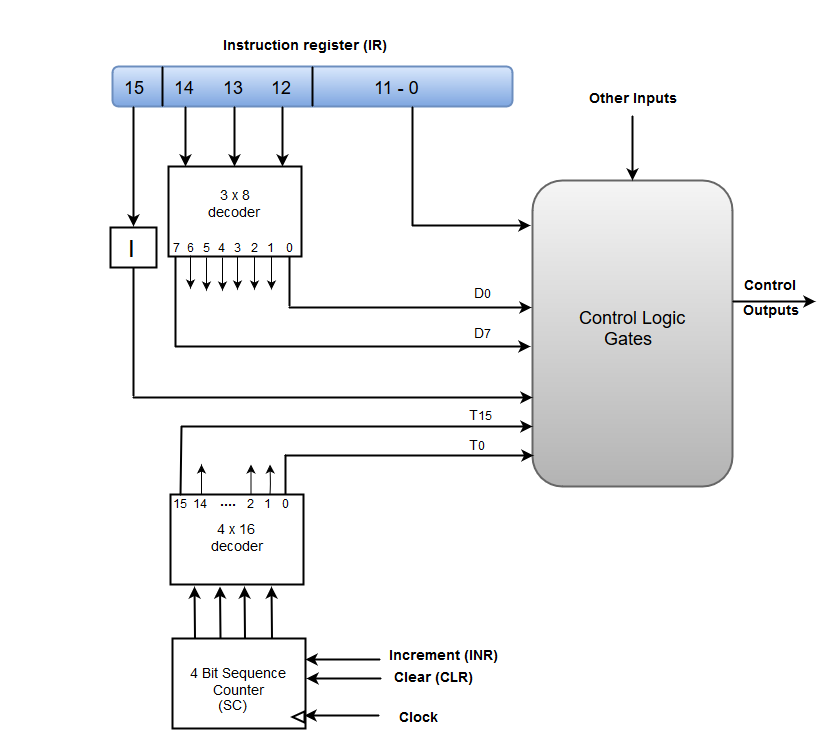 Instruction register (IR)
15 14 13 12 11 - 0
Other Inputs
3 x 8
decoder
I
7 6 5 4 3 2 1 0
D0
Control
Outputs
Control Logic
Gates
D7
T15
T0
15 14 .... 2 1 0
4 x 16
decoder
Increment (INR)
4 Bit Sequence
Counter
(SC)
Clear (CLR)
Clock